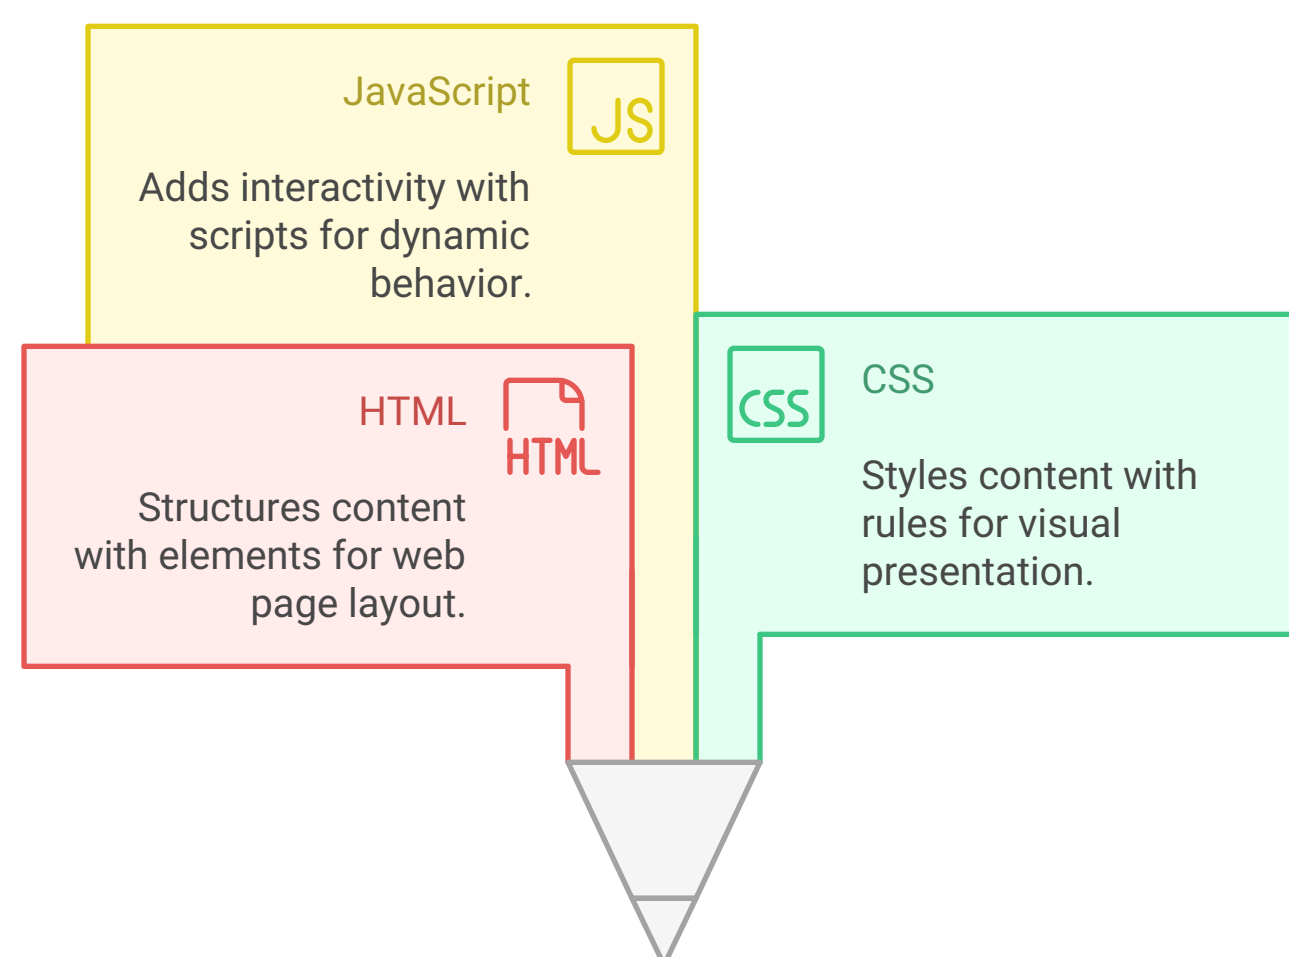 JavaScript
JS
Adds interactivity with
scripts for dynamic
behavior.
HTML
HTML
Structures content
with elements for web
page layout.
CSS
CSS
Styles content with
rules for visual
presentation.